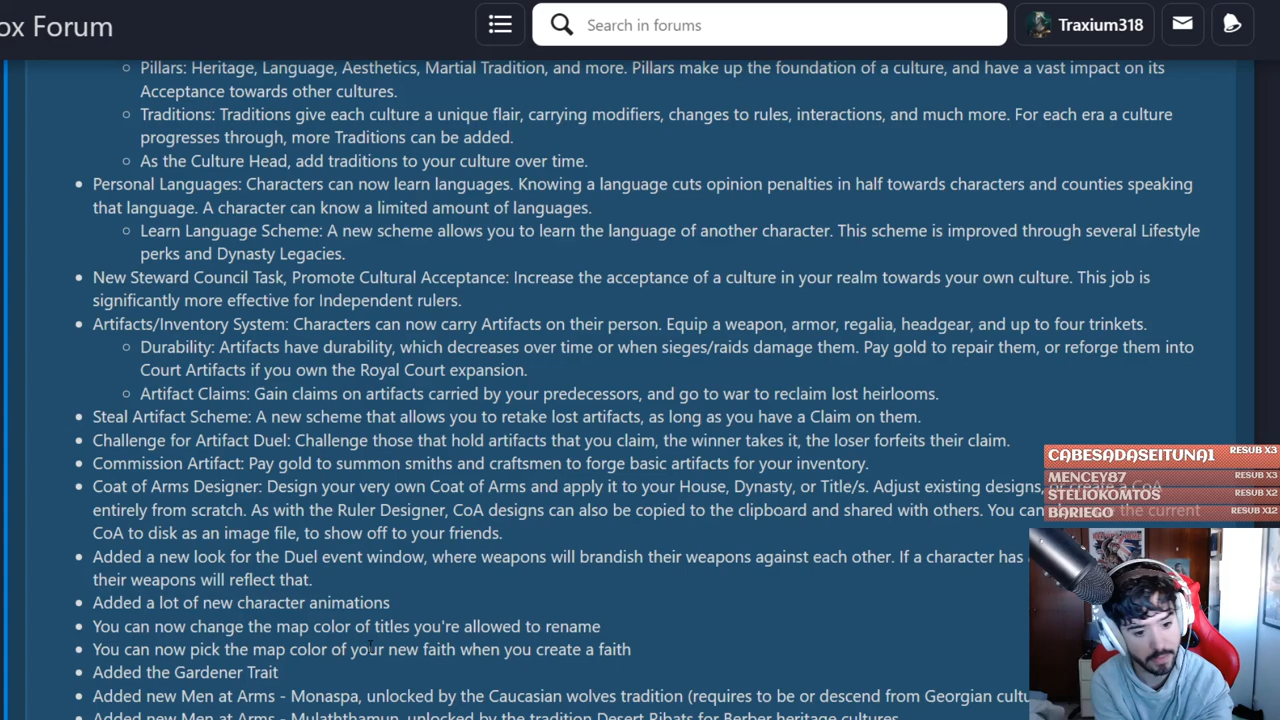 ox Forum
Search in forums
Traxium318
Pillars: Heritage, Language, Aesthetics, Martial Tradition, and more. Pillars make up the foundation of a culture, and have a vast impact on its
Acceptance towards other cultures.
Traditions: Traditions give each culture a unique flair, carrying modifiers, changes to rules, interactions, and much more. For each era a culture
progresses through, more Traditions can be added.
As the Culture Head, add traditions to your culture over time.
Personal Languages: Characters can now learn languages. Knowing a language cuts opinion penalties in half towards characters and counties speaking
that language. A character can know a limited amount of languages.
Learn Language Scheme: A new scheme allows you to learn the language of another character. This scheme is improved through several Lifestyle
perks and Dynasty Legacies.
New Steward Council Task, Promote Cultural Acceptance: Increase the acceptance of a culture in your realm towards your own culture. This job is
significantly more effective for Independent rulers.
Artifacts/Inventory System: Characters can now carry Artifacts on their person. Equip a weapon, armor, regalia, headgear, and up to four trinkets.
Durability: Artifacts have durability, which decreases over time or when sieges/raids damage them. Pay gold to repair them, or reforge them into
Court Artifacts if you own the Royal Court expansion.
Artifact Claims: Gain claims on artifacts carried by your predecessors, and go to war to reclaim lost heirlooms.
Steal Artifact Scheme: A new scheme that allows you to retake lost artifacts, as long as you have a Claim on them.
Challenge for Artifact Duel: Challenge those that hold artifacts that you claim, the winner takes it, the loser forfeits their claim.
Commission Artifact: Pay gold to summon smiths and craftsmen to forge basic artifacts for your inventory.
Coat of Arms Designer: Design your very own Coat of Arms and apply it to your House, Dynasty, or Title/s. Adjust existing designs, or create a CoA
entirely from scratch. As with the Ruler Designer, CoA designs can also be copied to the clipboard and shared with others. You can the current
CoA to disk as an image file, to show off to your friends.
Added a new look for the Duel event window, where weapons will brandish their weapons against each other. If a character has
their weapons will reflect that.
Added a lot of new character animations
You can now change the map color of titles you're allowed to rename
You can now pick the map color of your new faith when you create a faith
Added the Gardener Trait
Added new Men at Arms - Monaspa, unlocked by the Caucasian wolves tradition (requires to be or descend from Georgian cultu
Added new Men at Arms - Mulaththamun, unlocked by the tradition Desert Ribats for Berber heritage cultures
CABESADASEITUNA1 RESUB X3
MENCEY87 RESUB X3
STELIOKOMTOS RESUB X2
BARIEGO RESUB X12